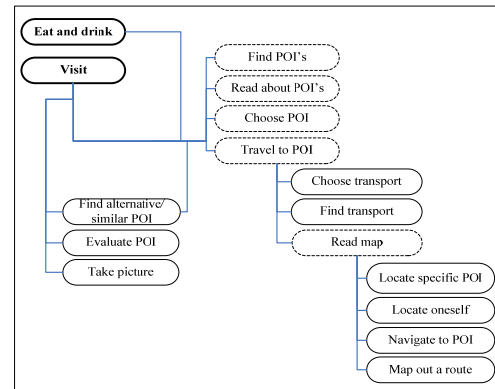 Eat and drink
Visit
Find POI's
Read about POI's
Choose POI
Travel to POI
Choose transport
Find transport
Read map
Find alternative/
similar POI
Evaluate POI
Take picture
Locate specific POI
Locate oneself
Navigate to POI
Map out a route